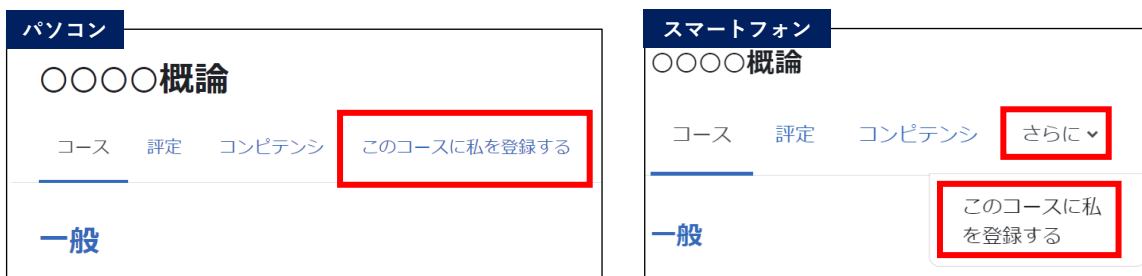 パソコン
○○○○概論
コース 評定 コンピテンシ このコースに私を登録する
一般
スマートフォン
○○○○概論
コース 評定 コンピテンシ さらに
このコースに私
を登録する
一般